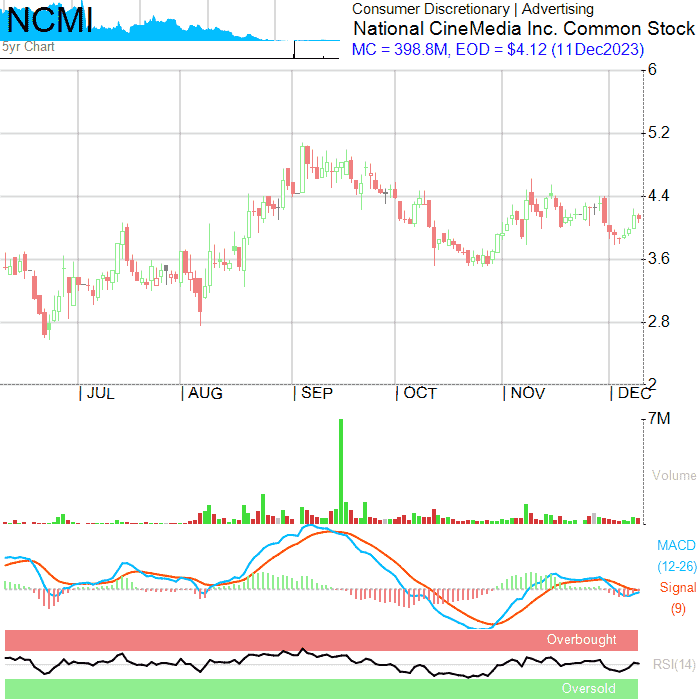 NCMI
5yr Chart
Consumer Discretionary | Advertising
National CineMedia Inc. Common Stock
MC = 398.8M, EOD = $4.12 (11Dec2023)
6
5.2
4.4
3.6
2.8
2
| JUL | AUG | SEP | OCT | NOV | DEC
7M
Volume
MACD
(12-26)
Signal
(9)
Overbought
RSI(14)
Oversold